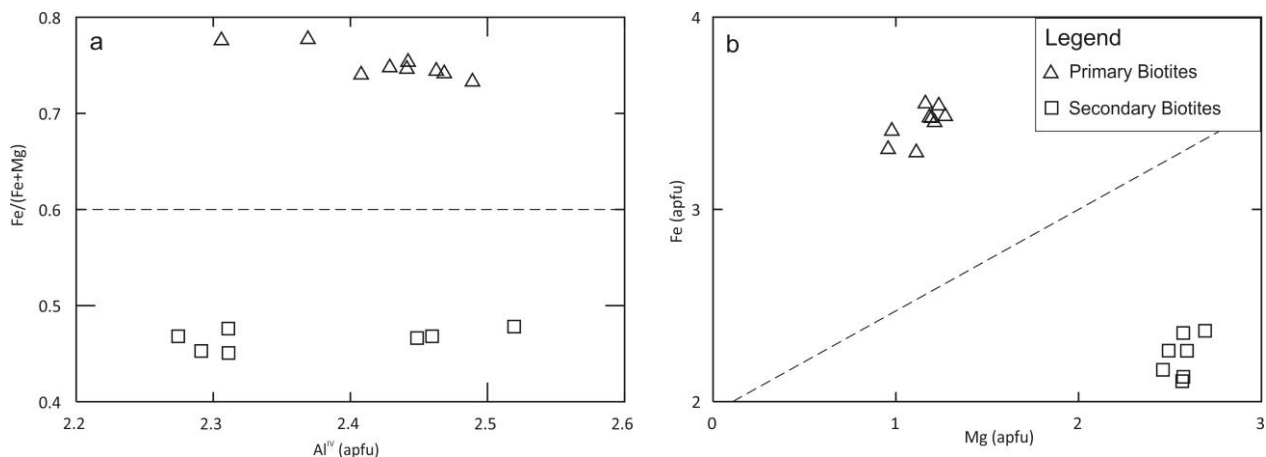 a
0.8
0.7
0.6
0.5
0.4
Fe/(Fe+Mg)
2.2
2.3
2.4
2.5
2.6
Al^IV (apfu)
b
4
3
2
Fe (apfu)
0
1
2
3
Mg (apfu)
Legend
Primary Biotites
Secondary Biotites